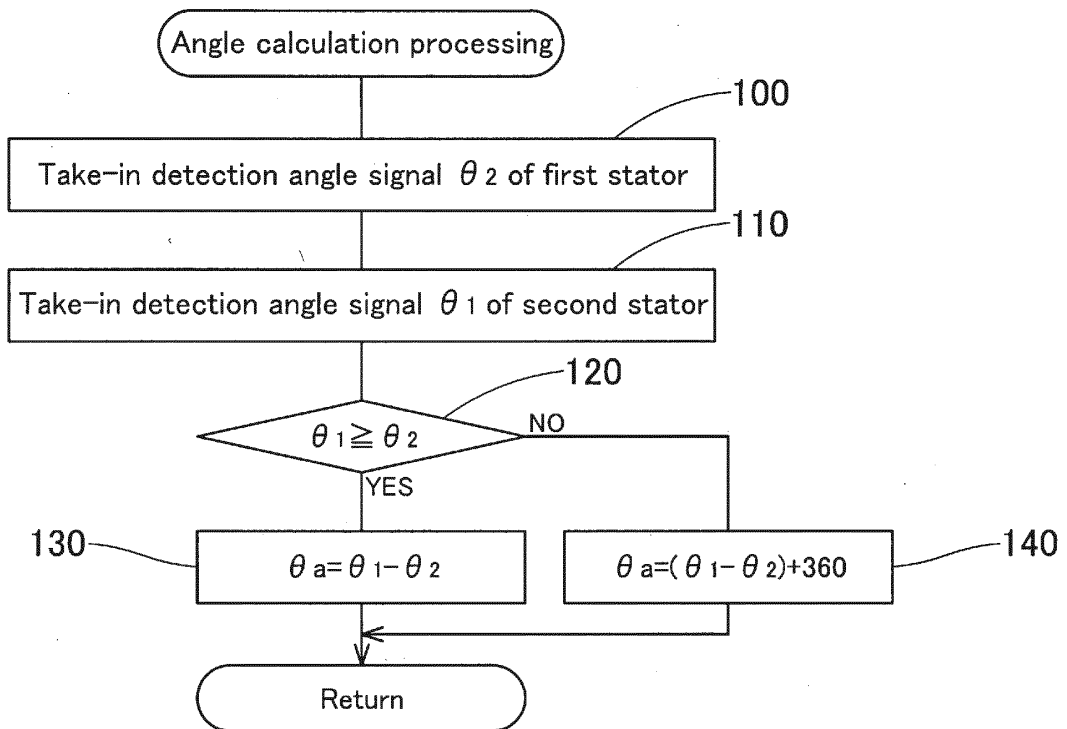 Angle calculation processing
100
Take-in detection angle signal θ2 of first stator
110
Take-in detection angle signal θ1 of second stator
120
θ1≧θ2
NO
YES
130
θa=θ1−θ2
θa=(θ1−θ2)+360
140
Return